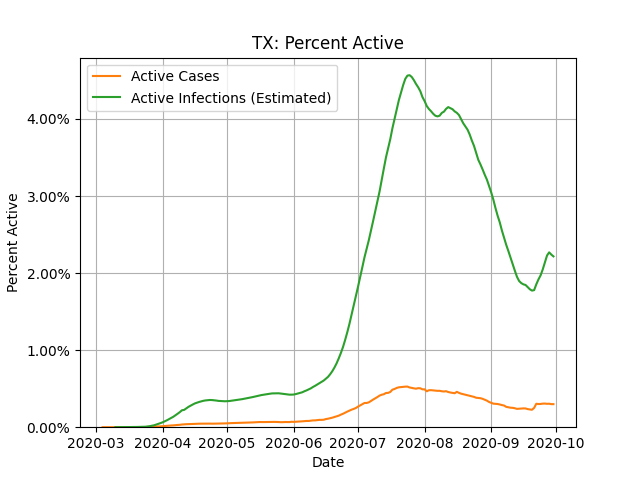 TX: Percent Active
Active Cases
Active Infections (Estimated)
Percent Active
4.00%
3.00%
2.00%
1.00%
0.00%
2020-03 2020-04 2020-05 2020-06 2020-07 2020-08 2020-09 2020-10
Date